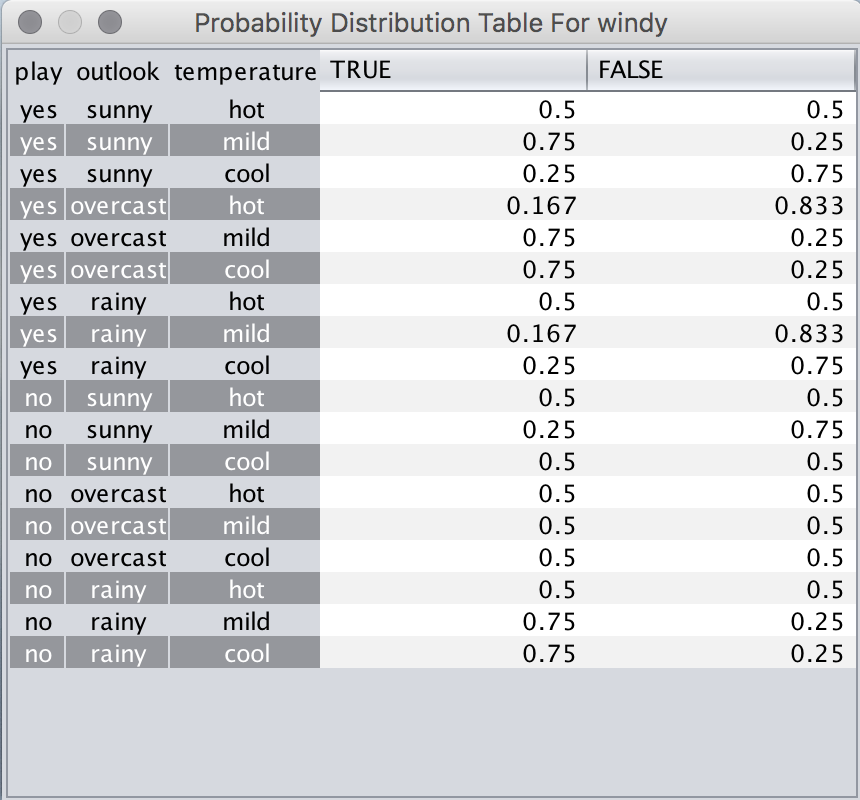 Probability Distribution Table For windy
play outlook temperature TRUE FALSE
yes sunny hot 0.5 0.5
yes sunny mild 0.75 0.25
yes sunny cool 0.25 0.75
yes overcast hot 0.167 0.833
yes overcast mild 0.75 0.25
yes overcast cool 0.75 0.25
yes rainy hot 0.5 0.5
yes rainy mild 0.167 0.833
yes rainy cool 0.25 0.75
no sunny hot 0.5 0.5
no sunny mild 0.25 0.75
no sunny cool 0.5 0.5
no overcast hot 0.5 0.5
no overcast mild 0.5 0.5
no overcast cool 0.5 0.5
no rainy hot 0.5 0.5
no rainy mild 0.75 0.25
no rainy cool 0.75 0.25